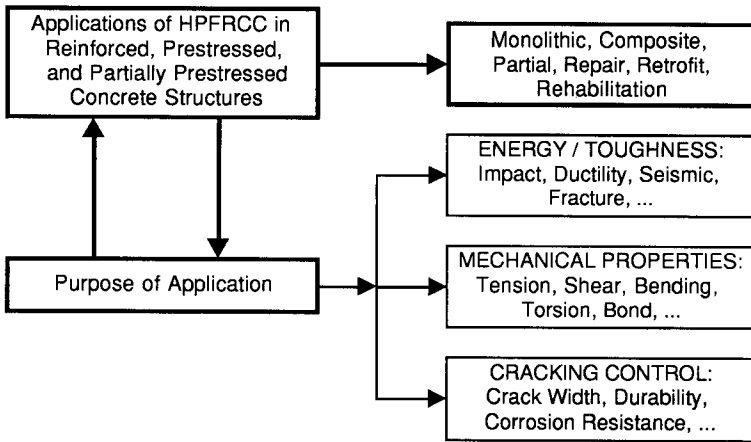 Applications of HPFRCC in
Reinforced, Prestressed,
and Partially Prestressed
Concrete Structures
Monolithic, Composite,
Partial, Repair, Retrofit,
Rehabilitation
ENERGY / TOUGHNESS:
Impact, Ductility, Seismic,
Fracture, ...
Purpose of Application
MECHANICAL PROPERTIES:
Tension, Shear, Bending,
Torsion, Bond, ...
CRACKING CONTROL:
Crack Width, Durability,
Corrosion Resistance, ...